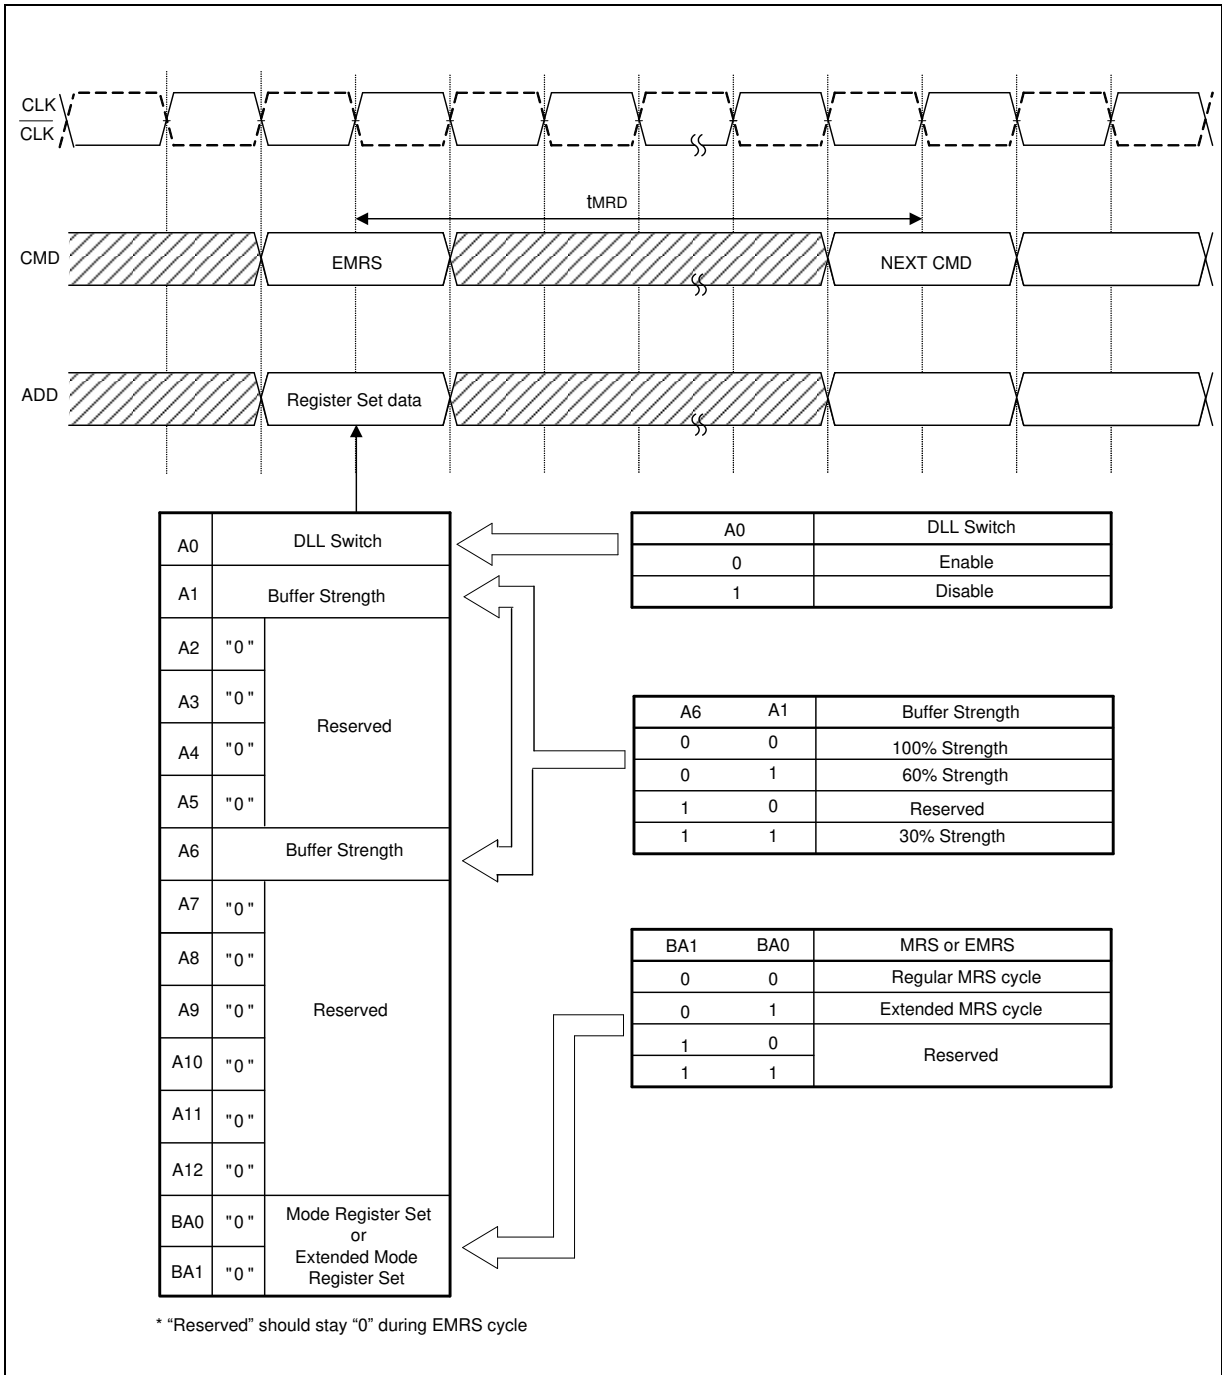 CLK
CLK
tMRD
CMD
EMRS
NEXT CMD
ADD
Register Set data
A0 DLL Switch
A1 Buffer Strength
A2 "0"
A3 "0"
Reserved
A4 "0"
A5 "0"
A6 Buffer Strength
A7 "0"
A8 "0"
A9 "0" Reserved
A10 "0"
A11 "0"
A12 "0"
BA0 "0"
BA1 "0"
Mode Register Set
or
Extended Mode
Register Set
A0 DLL Switch
0 Enable
1 Disable
A6 A1 Buffer Strength
0 0 100% Strength
0 1 60% Strength
1 0 Reserved
1 1 30% Strength
BA1 BA0 MRS or EMRS
0 0 Regular MRS cycle
0 1 Extended MRS cycle
1 0
Reserved
1 1
* “Reserved” should stay “0” during EMRS cycle